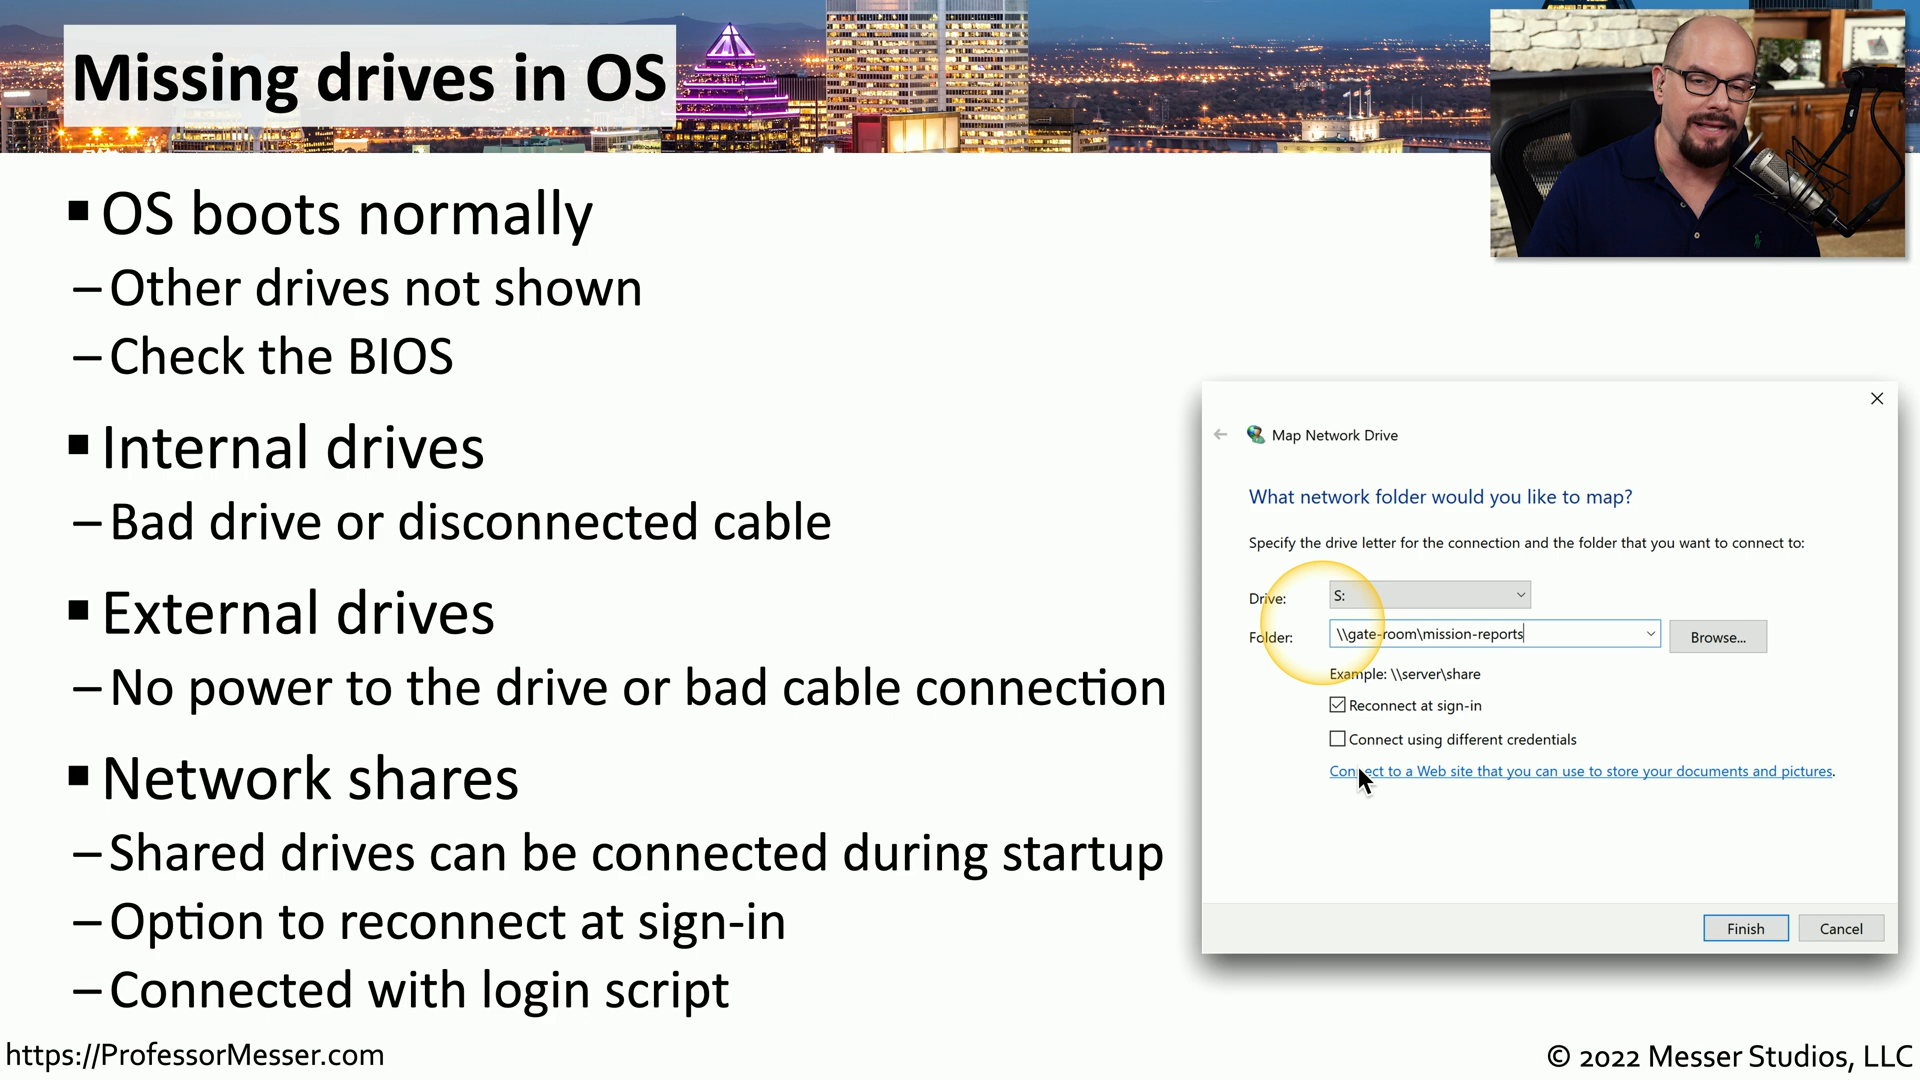 Missing drives in OS
▪ OS boots normally
– Other drives not shown
– Check the BIOS
▪ Internal drives
– Bad drive or disconnected cable
▪ External drives
– No power to the drive or bad cable connection
▪ Network shares
– Shared drives can be connected during startup
– Option to reconnect at sign-in
– Connected with login script
Map Network Drive
What network folder would you like to map?
Specify the drive letter for the connection and the folder that you want to connect to:
Drive: S:
Folder: \\gate-room\mission-reports Browse...
Example: \\server\share
Reconnect at sign-in
Connect using different credentials
Connect to a Web site that you can use to store your documents and pictures.
Finish Cancel
https://ProfessorMesser.com
© 2022 Messer Studios, LLC